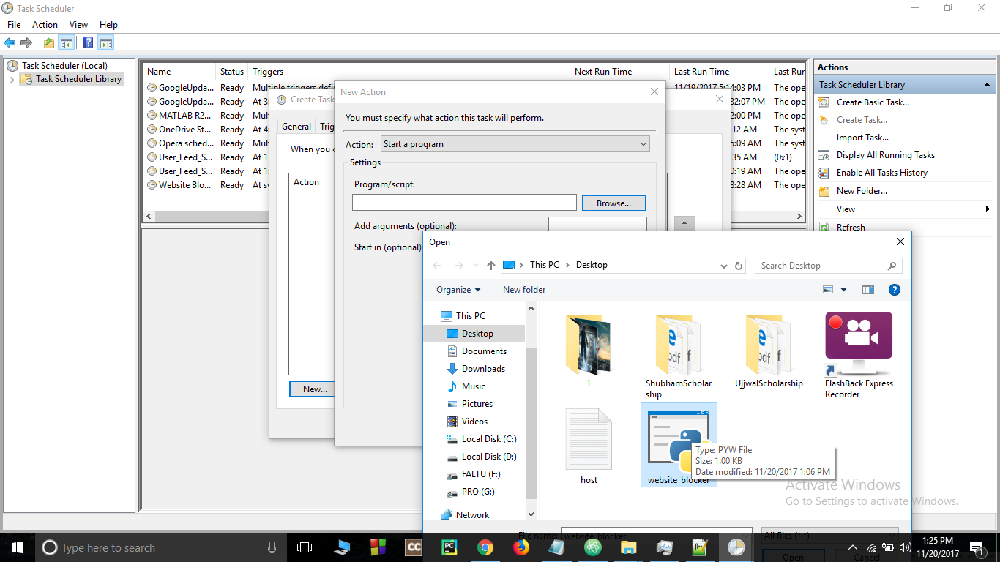 Task Scheduler
File Action View Help
Task Scheduler (Local)
Task Scheduler Library
Name Status Triggers Next Run Time Last Run Time Last Run
GoogleUpda... Ready Multiple triggers defi 11/19/2017 5:14:03 PM The ope
GoogleUpda... Ready At 3: 32:07 PM The ope
MATLAB R2... Ready Mult 2:00 PM The ope
OneDrive St... Ready At 4: :12 AM The syst
Opera sched... Ready Mult 5:09 AM The ope
User_Feed_S... Ready At 1 :35 AM (0x1)
User_Feed_S... Ready At 1: 0:19 AM The ope
Website Blo... Ready At sy 8:28 AM The ope
Create Task
General Trig
When you c
Action
New...
New Action
You must specify what action this task will perform.
Action: Start a program
Settings
Program/script:
Browse...
Add arguments (optional):
Start in (optional):
Actions
Task Scheduler Library
Create Basic Task...
Create Task...
Import Task...
Display All Running Tasks
Enable All Tasks History
New Folder...
View
Refresh
Open
This PC Desktop
Search Desktop
Organize New folder
This PC
Desktop
Documents
Downloads
Music
Pictures
Videos
Local Disk (C:)
Local Disk (D:)
FALTU (F:)
PRO (G:)
Network
1
ShubhamScholar
ship
UjjwalScholarship
FlashBack Express
Recorder
host
website_blocker
Type: PYW File
Size: 1.00 KB
Date modified: 11/20/2017 1:06 PM
Activate Windows
Go to Settings to activate Windows.
File name: website_blocker All files (*.*)
Open Cancel
Type here to search
CC
PC
1:25 PM
11/20/2017
1